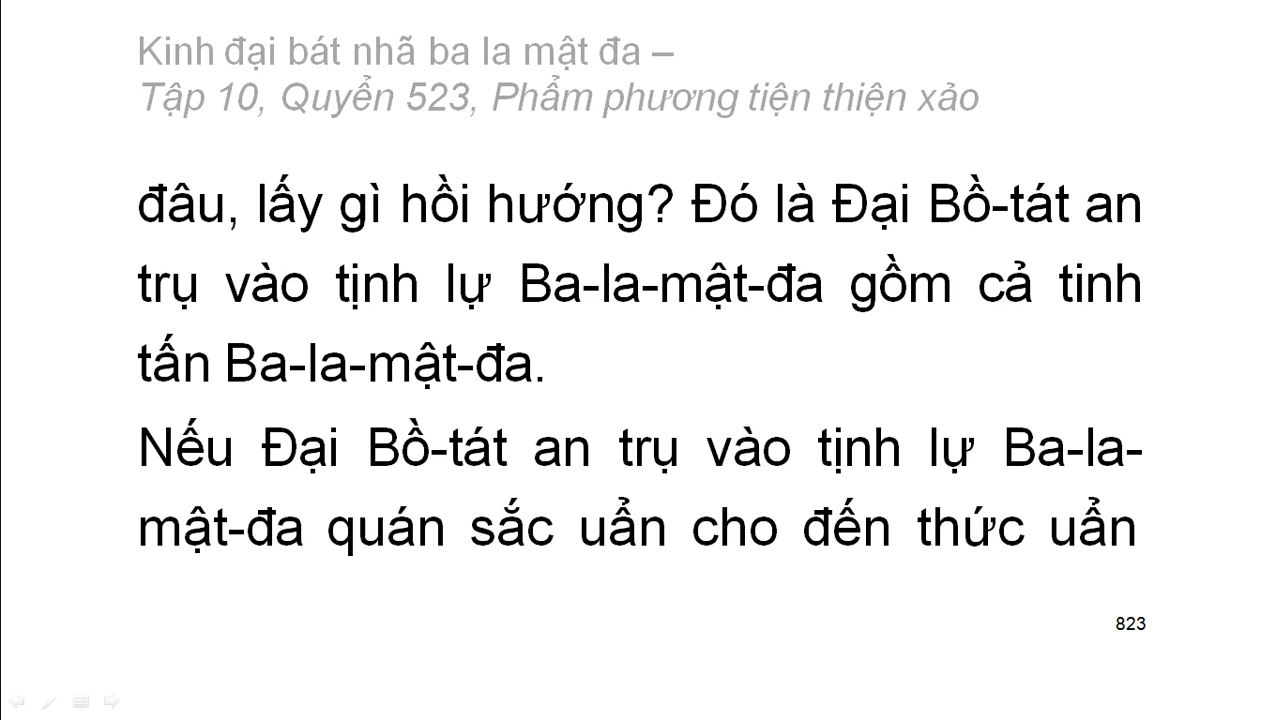 Kinh đại bát nhã ba la mật đa –
Tập 10, Quyển 523, Phẩm phương tiện thiện xảo
đâu, lấy gì hồi hướng? Đó là Đại Bồ-tát an
trụ vào tịnh lự Ba-la-mật-đa gồm cả tinh
tấn Ba-la-mật-đa.
Nếu Đại Bồ-tát an trụ vào tịnh lự Ba-la-
mật-đa quán sắc uẩn cho đến thức uẩn
823